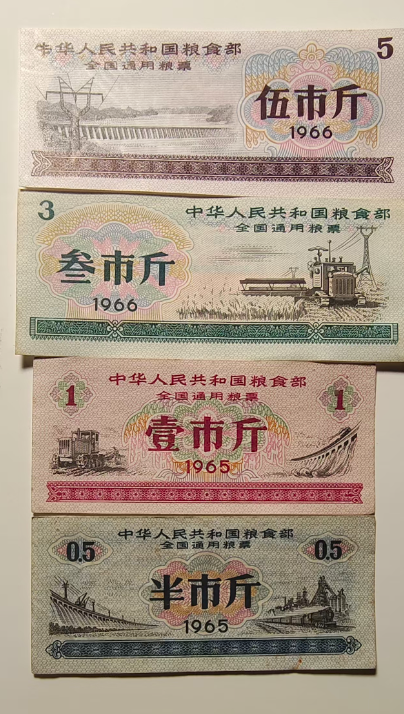 中华人民共和国粮食部
5
全国通用粮票
伍市斤
1966
3
中华人民共和国粮食部
全国通用粮票
叁市斤
1966
中华人民共和国粮食部
全国通用粮票
1
1
壹市斤
1965
中华人民共和国粮食部
全国通用粮票
0.5
0.5
半市斤
1965